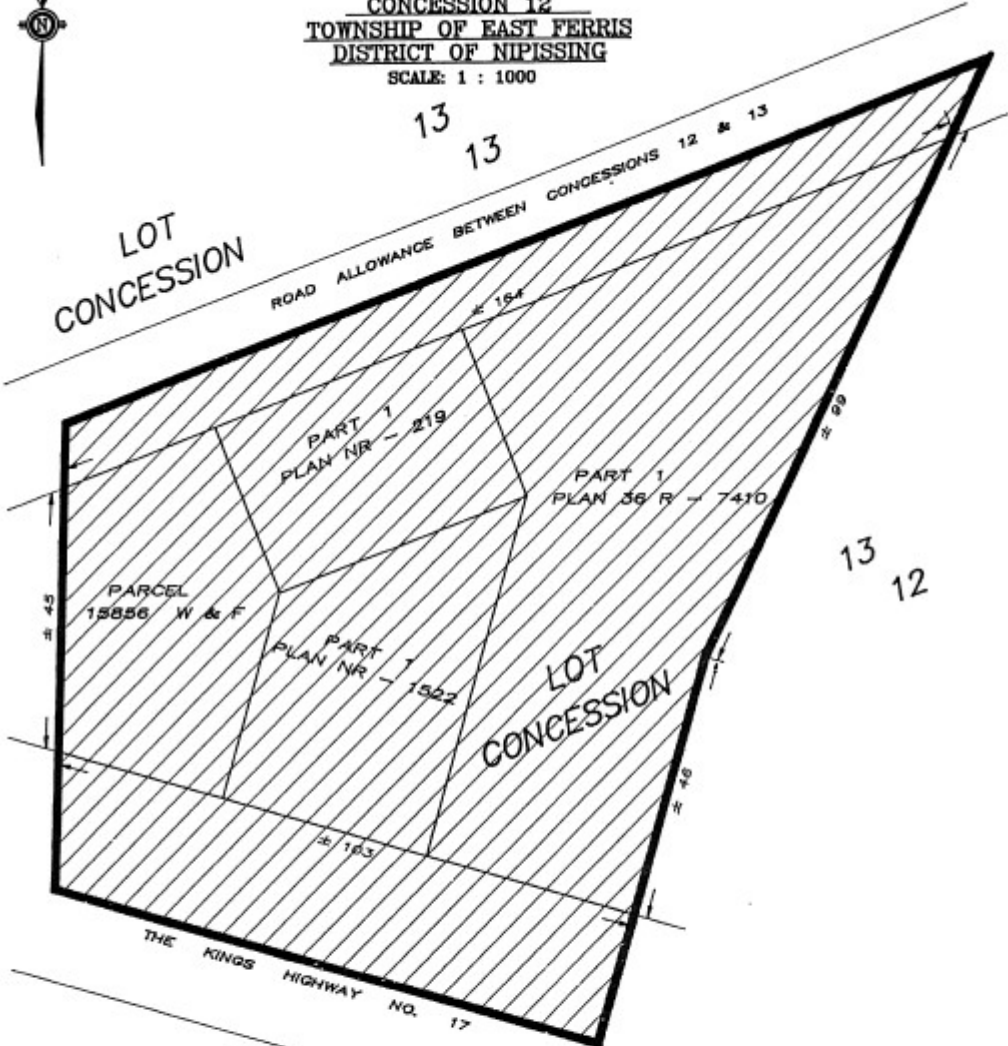 N
CONCESSION 12
TOWNSHIP OF EAST FERRIS
DISTRICT OF NIPISSING
SCALE: 1 : 1000
13
13
LOT
CONCESSION
ROAD ALLOWANCE BETWEEN CONCESSIONS 12 & 13
± 164
PART 1
PLAN NR - 219
PART 1
PLAN 36 R - 7410
± 99
13
12
± 45
PARCEL
15856 W & F
PART 1
PLAN NR - 1522
LOT
CONCESSION
± 46
± 103
THE KINGS HIGHWAY NO. 17